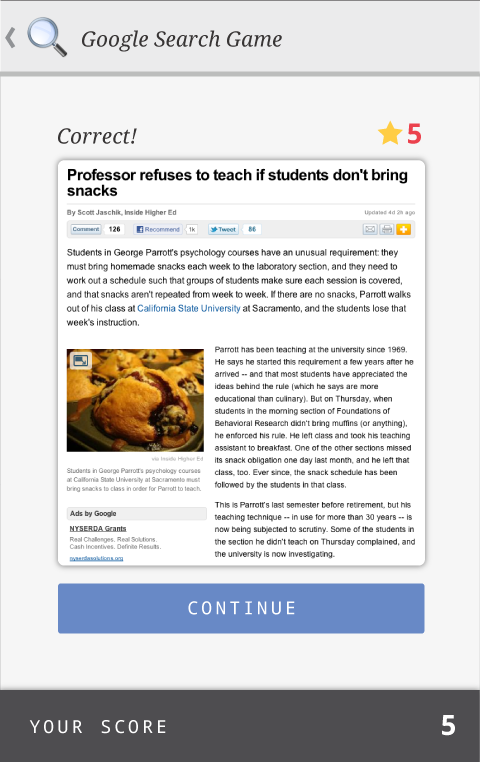 Google Search Game
Correct!
5
Professor refuses to teach if students don't bring
snacks
By Scott Jaschik, Inside Higher Ed
Updated 4d 2h ago
Comment 126 Recommend 1k Tweet 86
Students in George Parrott's psychology courses have an unusual requirement: they
must bring homemade snacks each week to the laboratory section, and they need to
work out a schedule such that groups of students make sure each session is covered,
and that snacks aren't repeated from week to week. If there are no snacks, Parrott walks
out of his class at California State University at Sacramento, and the students lose that
week's instruction.
via Inside Higher Ed
Students in George Parrott's psychology courses
at California State University at Sacramento must
bring snacks to class in order for Parrott to teach.
Ads by Google
NYSERDA Grants
Real Challenges. Real Solutions.
Cash Incentives. Definite Results.
nyserdasolutions.org
Parrott has been teaching at the university since 1969.
He says he started this requirement a few years after he
arrived -- and that most students have appreciated the
ideas behind the rule (which he says are more
educational than culinary). But on Thursday, when
students in the morning section of Foundations of
Behavioral Research didn't bring muffins (or anything),
he enforced his rule. He left class and took his teaching
assistant to breakfast. One of the other sections missed
its snack obligation one day last month, and he left that
class, too. Ever since, the snack schedule has been
followed by the students in that class.
This is Parrott's last semester before retirement, but his
teaching technique -- in use for more than 30 years -- is
now being subjected to scrutiny. Some of the students in
the section he didn't teach on Thursday complained, and
the university is now investigating.
CONTINUE
YOUR SCORE
5